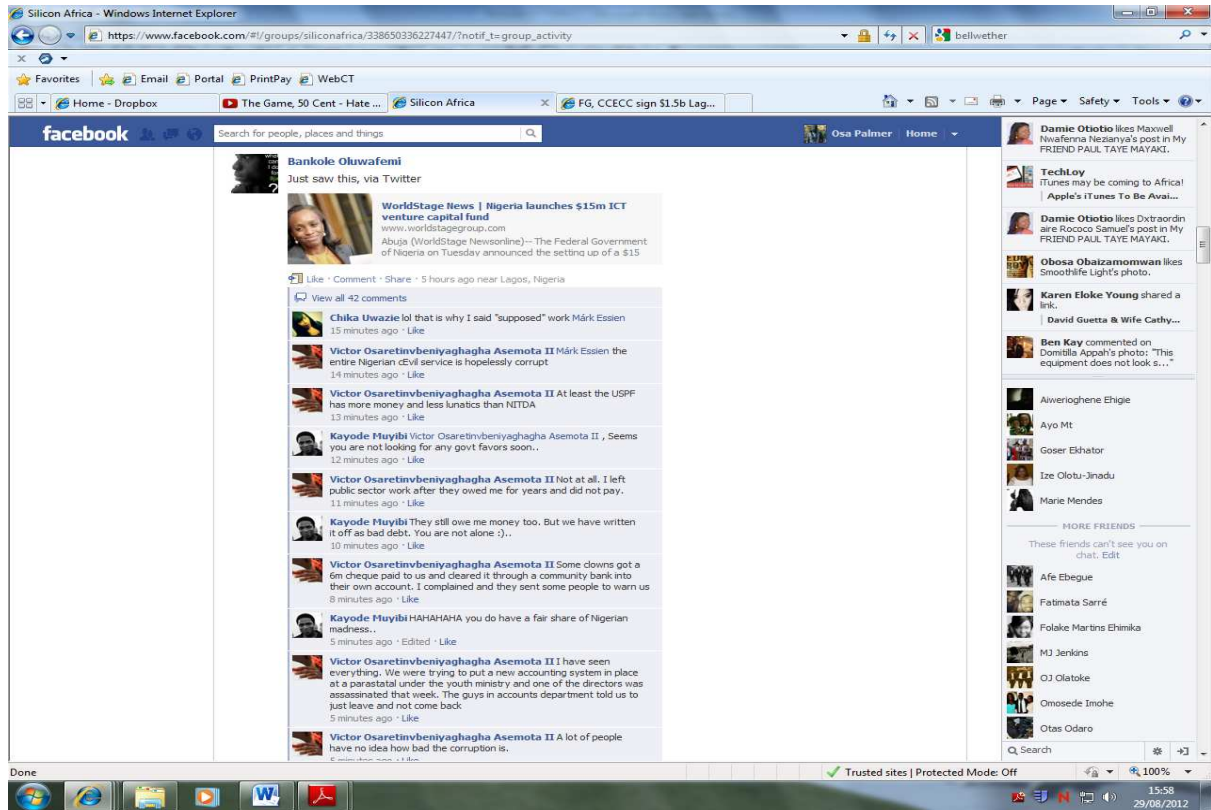 Silicon Africa - Windows Internet Explorer
https://www.facebook.com/#!/groups/siliconafrica/338650336227447/?notif_t=group_activity
bellwether
Favorites Email Portal PrintPay WebCT
Home - Dropbox The Game, 50 Cent - Hate ... Silicon Africa FG, CCECC sign $1.5b Lag...
Page Safety Tools
facebook Search for people, places and things Osa Palmer Home
Bankole Oluwafemi
Just saw this, via Twitter
WorldStage News | Nigeria launches $15m ICT
venture capital fund
www.worldstagegroup.com
Abuja (WorldStage Newsonline)-- The Federal Government
of Nigeria on Tuesday announced the setting up of a $15
Like · Comment · Share · 5 hours ago near Lagos, Nigeria
View all 42 comments
Chika Uwazie lol that is why I said "supposed" work Márk Essien
15 minutes ago · Like
Victor Osaretinvbeniyaghagha Asemota II Márk Essien the
entire Nigerian cEvil service is hopelessly corrupt
14 minutes ago · Like
Victor Osaretinvbeniyaghagha Asemota II At least the USPF
has more money and less lunatics than NITDA
13 minutes ago · Like
Kayode Muyibi Victor Osaretinvbeniyaghagha Asemota II , Seems
you are not looking for any govt favors soon..
12 minutes ago · Like
Victor Osaretinvbeniyaghagha Asemota II Not at all. I left
public sector work after they owed me for years and did not pay.
11 minutes ago · Like
Kayode Muyibi They still owe me money too. But we have written
it off as bad debt. You are not alone :)..
10 minutes ago · Like
Victor Osaretinvbeniyaghagha Asemota II Some clowns got a
6m cheque paid to us and cleared it through a community bank into
their own account. I complained and they sent some people to warn us
8 minutes ago · Like
Kayode Muyibi HAHAHAHA you do have a fair share of Nigerian
madness..
5 minutes ago · Edited · Like
Victor Osaretinvbeniyaghagha Asemota II I have seen
everything. We were trying to put a new accounting system in place
at a parastatal under the youth ministry and one of the directors was
assassinated that week. The guys in accounts department told us to
just leave and not come back
5 minutes ago · Like
Victor Osaretinvbeniyaghagha Asemota II A lot of people
have no idea how bad the corruption is.
5 minutes ago · Like
Damie Otiotio likes Maxwell
Nwafenna Nezianya's post in My
FRIEND PAUL TAYE MAYAKI.
TechLoy
iTunes may be coming to Africa!
Apple's iTunes To Be Avai...
Damie Otiotio likes Dxtraordin
aire Rococo Samuel's post in My
FRIEND PAUL TAYE MAYAKI.
Obosa Obaizamomwan likes
Smoothlife Light's photo.
Karen Eloke Young shared a
link.
David Guetta & Wife Cathy...
Ben Kay commented on
Domitilla Appah's photo: "This
equipment does not look s..."
Aiwerioghene Ehigie
Ayo Mt
Goser Ekhator
Ize Olotu-Jinadu
Marie Mendes
MORE FRIENDS
These friends can't see you on
chat. Edit
Afe Ebegue
Fatimata Sarré
Folake Martins Ehimika
MJ Jenkins
OJ Olatoke
Omosede Imohe
Otas Odaro
Search
Done Trusted sites | Protected Mode: Off 100%
15:58
29/08/2012